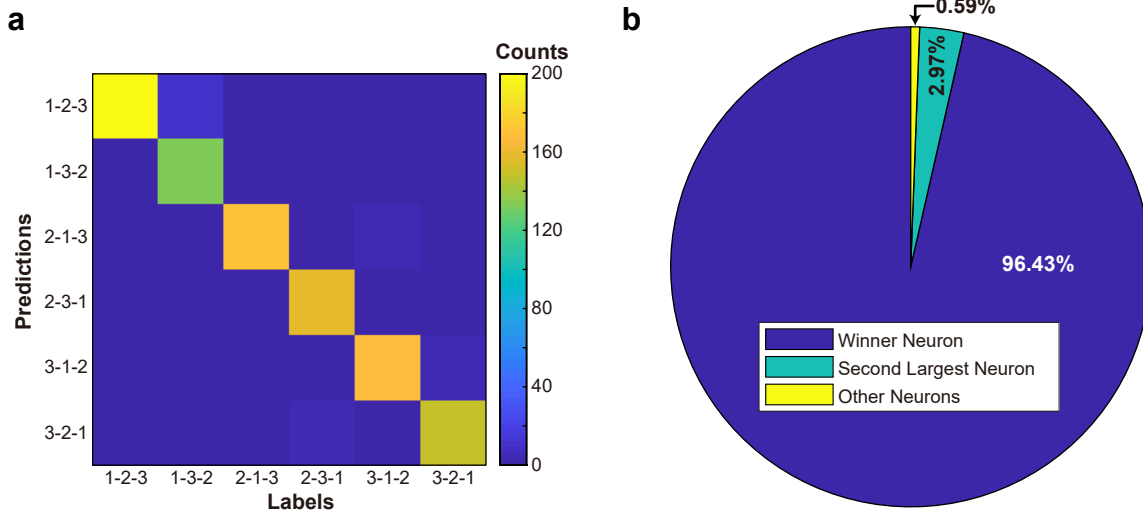 a
Counts
200
160
120
80
40
0
Predictions
1-2-3
1-3-2
2-1-3
2-3-1
3-1-2
3-2-1
1-2-3 1-3-2 2-1-3 2-3-1 3-1-2 3-2-1
Labels
b
0.59%
2.97%
96.43%
Winner Neuron
Second Largest Neuron
Other Neurons